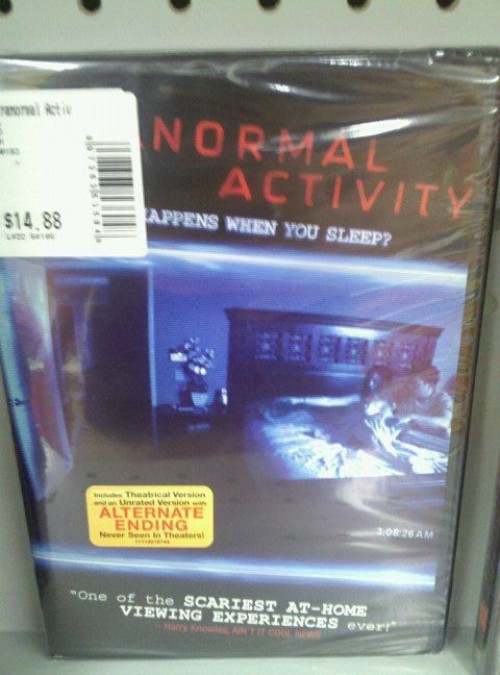 ranormal Activ
$14.88
NORMAL
ACTIVITY
APPENS WHEN YOU SLEEP?
Includes Theatrical Version
and an Unrated Version with
ALTERNATE
ENDING
Never Seen In Theaters!
3:08:26AM
"One of the SCARIEST AT-HOME
VIEWING EXPERIENCES ever!"
- Harry Knowles, AIN'T IT COOL NEWS